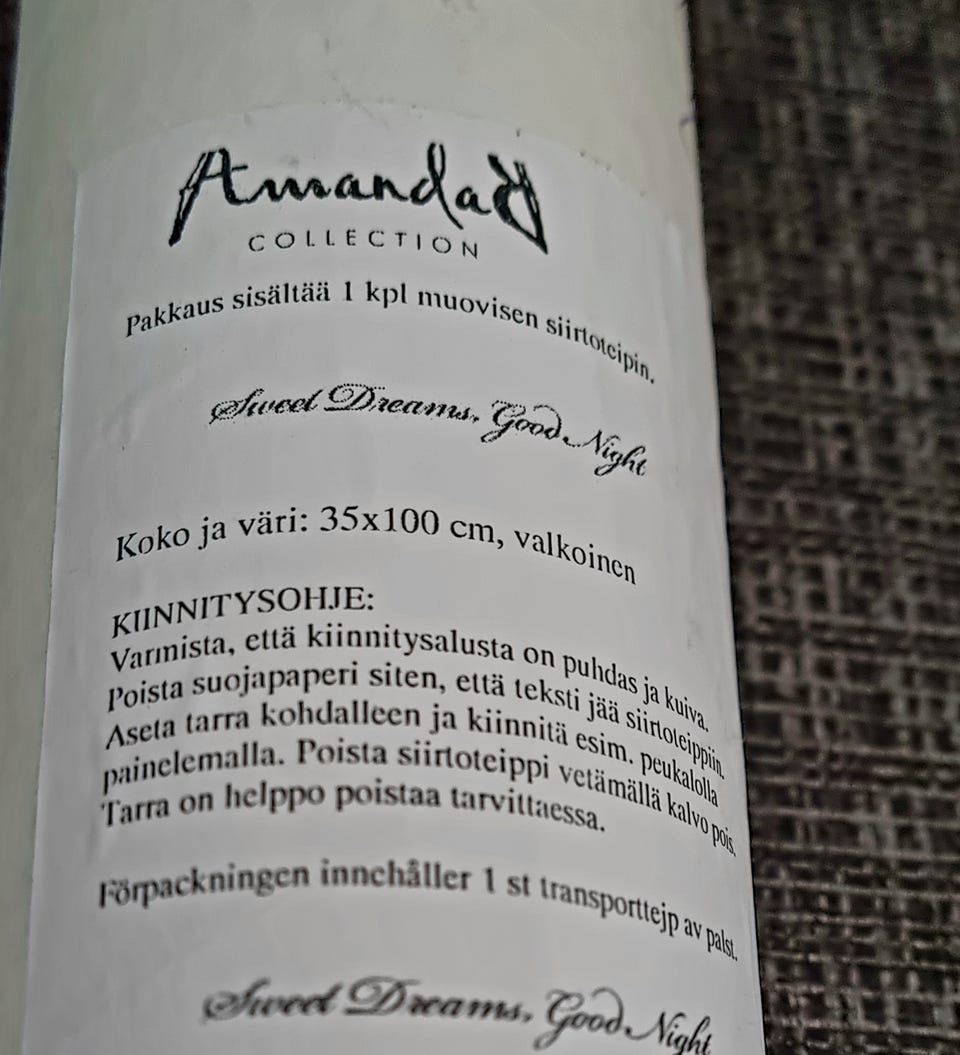 AmandaB
COLLECTION
Pakkaus sisältää 1 kpl muovisen siirtoteipin.
Sweet Dreams, Good Night
Koko ja väri: 35x100 cm, valkoinen
KIINNITYSOHJE:
Varmista, että kiinnitysalusta on puhdas ja kuiva.
Poista suojapaperi siten, että teksti jää siirtoteippiin.
Aseta tarra kohdalleen ja kiinnitä esim. peukalolla
painelemalla. Poista siirtoteippi vetämällä kalvo pois.
Tarra on helppo poistaa tarvittaessa.
Förpackningen innehåller 1 st transporttejp av palst.
Sweet Dreams, Good Night